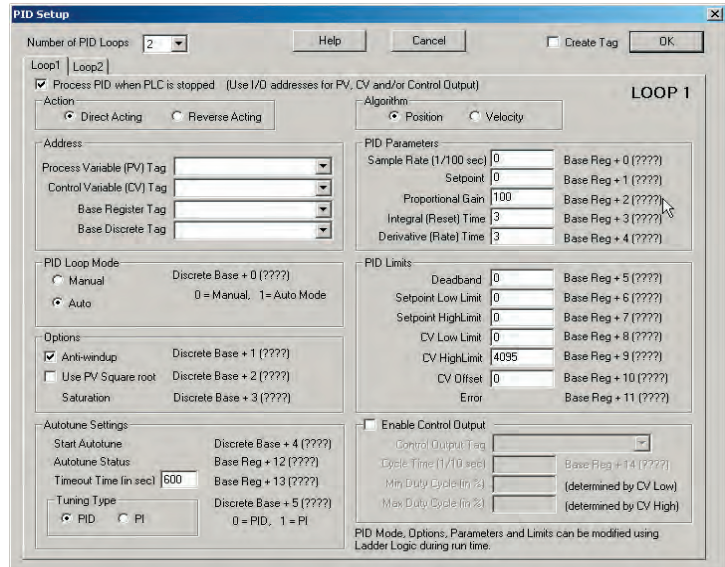 PID Setup
Number of PID Loops 2 Help Cancel Create Tag OK
Loop1 Loop2
Process PID when PLC is stopped (Use I/O addresses for PV, CV and/or Control Output)
LOOP 1
Action
Direct Acting Reverse Acting
Algorithm
Position Velocity
Address
Process Variable (PV) Tag
Control Variable (CV) Tag
Base Register Tag
Base Discrete Tag
PID Parameters
Sample Rate (1/100 sec) 0 Base Reg + 0 (????)
Setpoint 0 Base Reg + 1 (????)
Proportional Gain 100 Base Reg + 2 (????)
Integral (Reset) Time 3 Base Reg + 3 (????)
Derivative (Rate) Time 3 Base Reg + 4 (????)
PID Loop Mode
Manual Discrete Base + 0 (????)
0 = Manual, 1= Auto Mode
Auto
PID Limits
Deadband 0 Base Reg + 5 (????)
Setpoint Low Limit 0 Base Reg + 6 (????)
Setpoint HighLimit 0 Base Reg + 7 (????)
CV Low Limit 0 Base Reg + 8 (????)
CV HighLimit 4095 Base Reg + 9 (????)
CV Offset 0 Base Reg + 10 (????)
Error Base Reg + 11 (????)
Options
Anti-windup Discrete Base + 1 (????)
Use PV Square root Discrete Base + 2 (????)
Saturation Discrete Base + 3 (????)
Autotune Settings
Start Autotune Discrete Base + 4 (????)
Autotune Status Base Reg + 12 (????)
Timeout Time (in sec) 600 Base Reg + 13 (????)
Tuning Type
PID PI
Discrete Base + 5 (????)
0 = PID, 1 = PI
Enable Control Output
Control Output Tag
Cycle Time (1/10 sec) Base Reg + 14 (????)
Min Duty Cycle (in %) (determined by CV Low)
Max Duty Cycle (in %) (determined by CV High)
PID Mode, Options, Parameters and Limits can be modified using
Ladder Logic during run time.